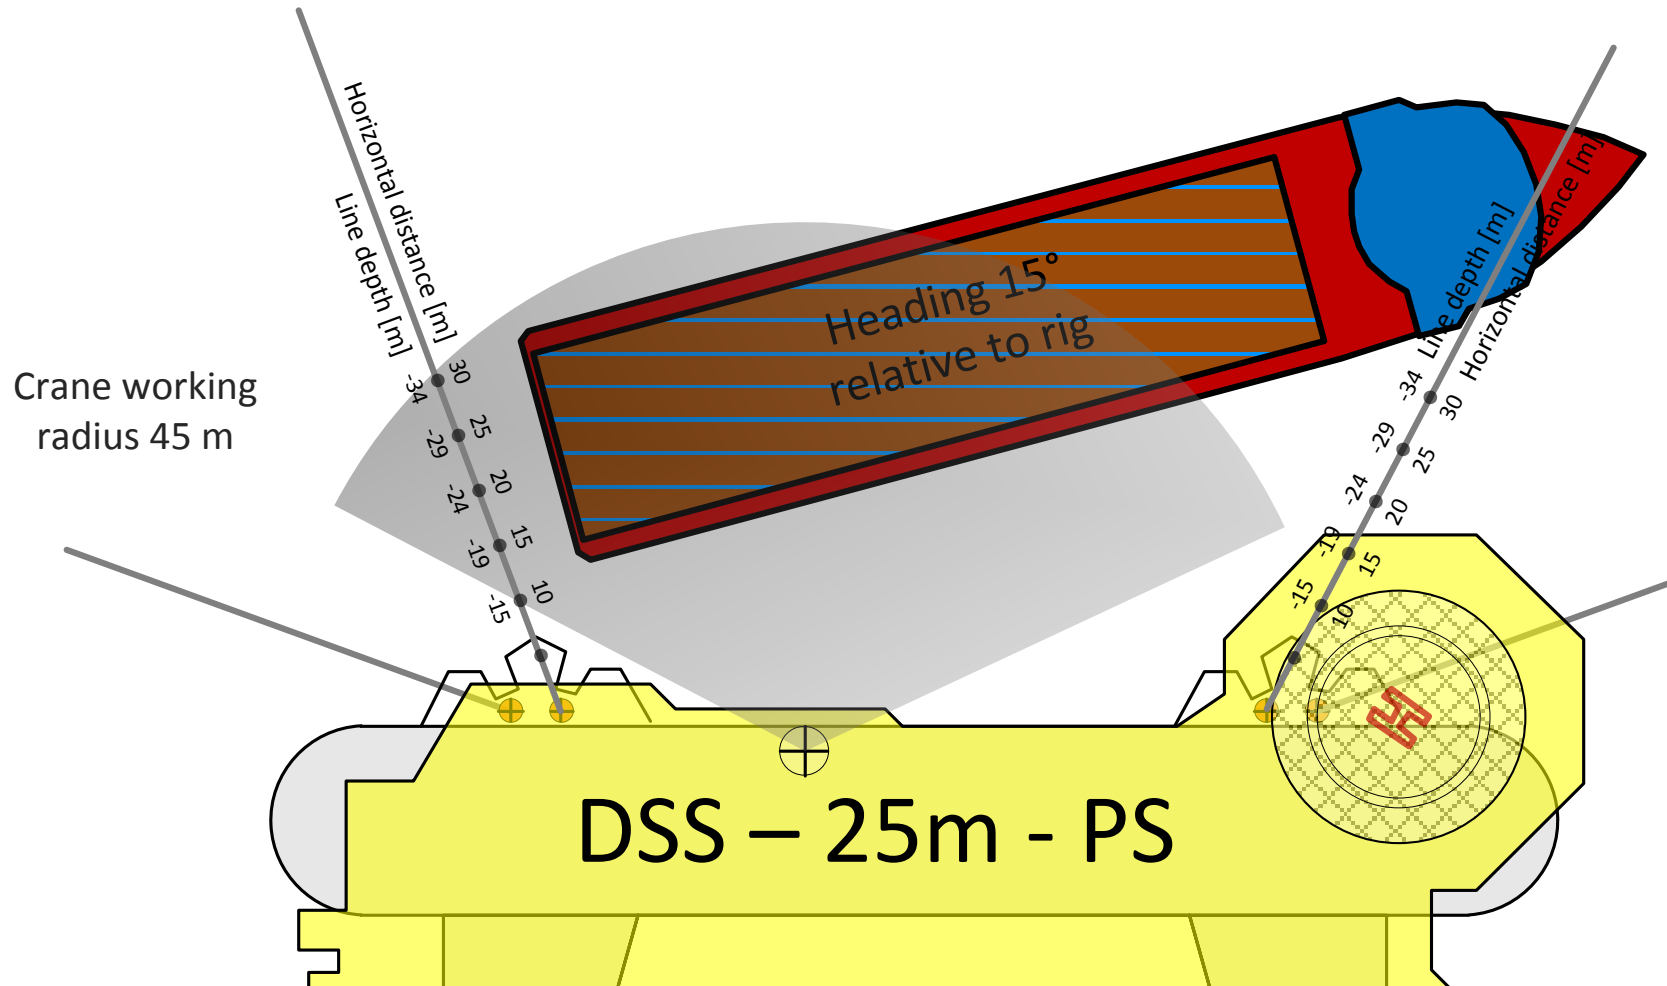 Horizontal distance [m]
Line depth [m]
30
-34
25
-29
20
-24
15
-19
10
-15
Crane working
radius 45 m
Heading 15°
relative to rig
Line depth [m]
Horizontal distance [m]
-34
30
-29
25
-24
20
-19
15
-15
10
H
DSS – 25m - PS